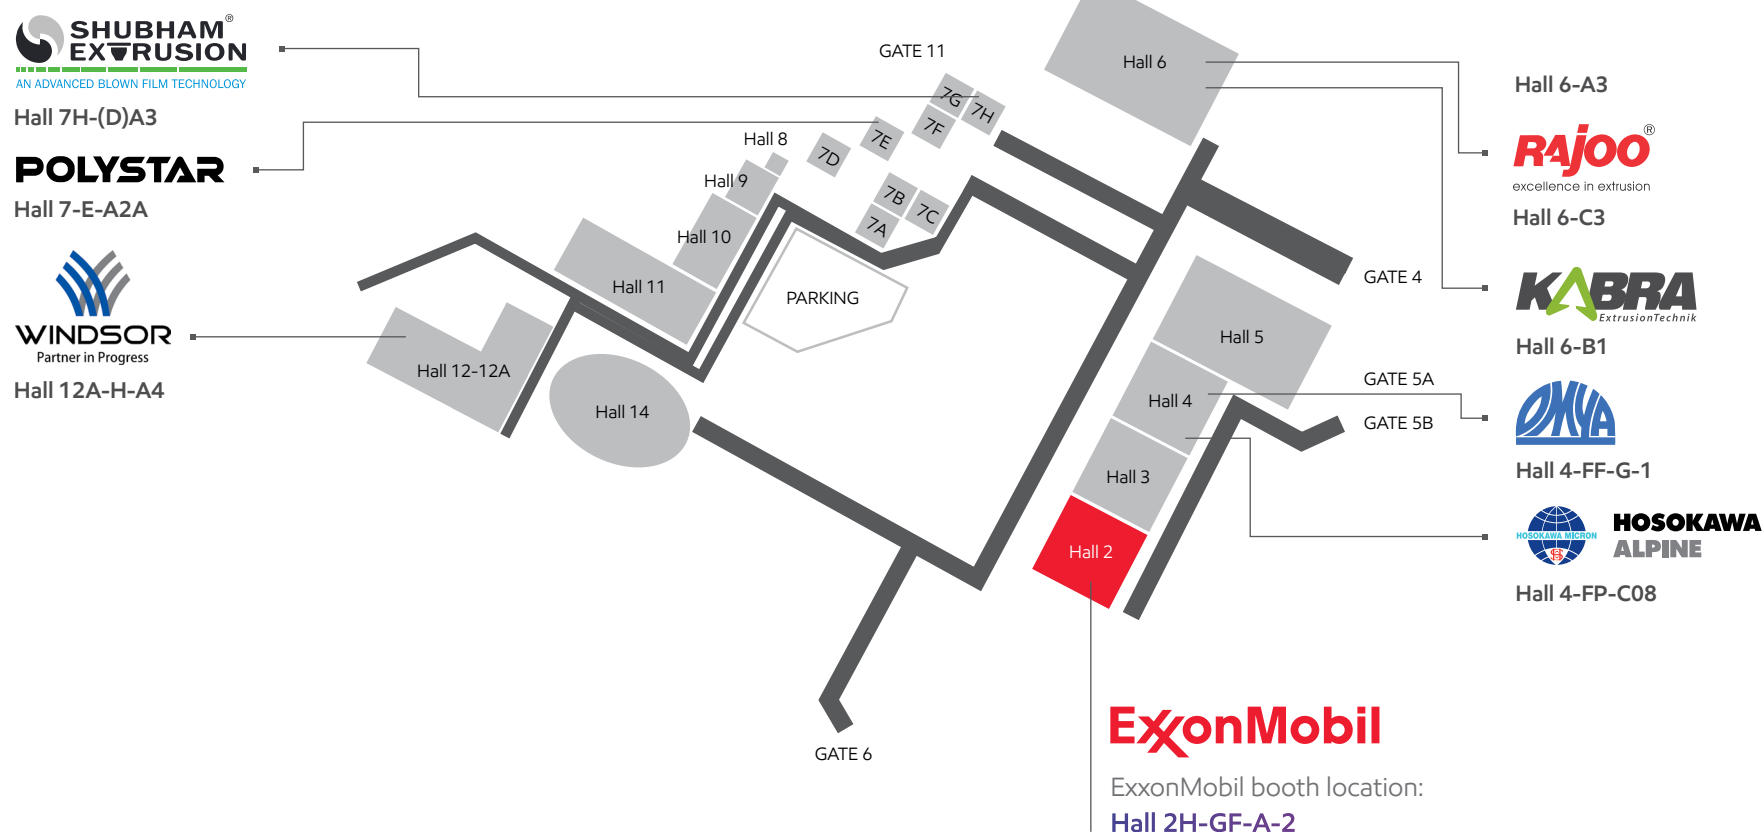 SHUBHAM®
EXTRUSION
AN ADVANCED BLOWN FILM TECHNOLOGY
Hall 7H-(D)A3
POLYSTAR
Hall 7-E-A2A
WINDSOR
Partner in Progress
Hall 12A-H-A4
GATE 11
Hall 6
7G
7H
7F
7E
Hall 8
7D
Hall 9
7B
7C
7A
Hall 10
Hall 11
PARKING
Hall 12-12A
Hall 14
GATE 4
Hall 5
GATE 5A
Hall 4
GATE 5B
Hall 3
Hall 2
GATE 6
Hall 6-A3
RAJOO®
excellence in extrusion
Hall 6-C3
KABRA
ExtrusionTechnik
Hall 6-B1
OMYA
Hall 4-FF-G-1
HOSOKAWA MICRON
HOSOKAWA
ALPINE
Hall 4-FP-C08
ExxonMobil
ExxonMobil booth location:
Hall 2H-GF-A-2